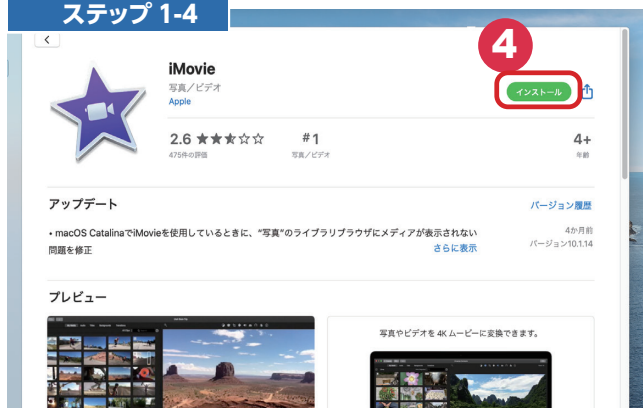 ステップ 1-4
4
iMovie
写真／ビデオ
Apple
インストール
2.6 ★★★☆☆
#1
4+
475件の評価
写真／ビデオ
年齢
アップデート
バージョン履歴
• macOS CatalinaでiMovieを使用しているときに、“写真”のライブラリブラウザにメディアが表示されない
4か月前
問題を修正
さらに表示
バージョン10.1.14
プレビュー
写真やビデオを 4K ムービーに変換できます。